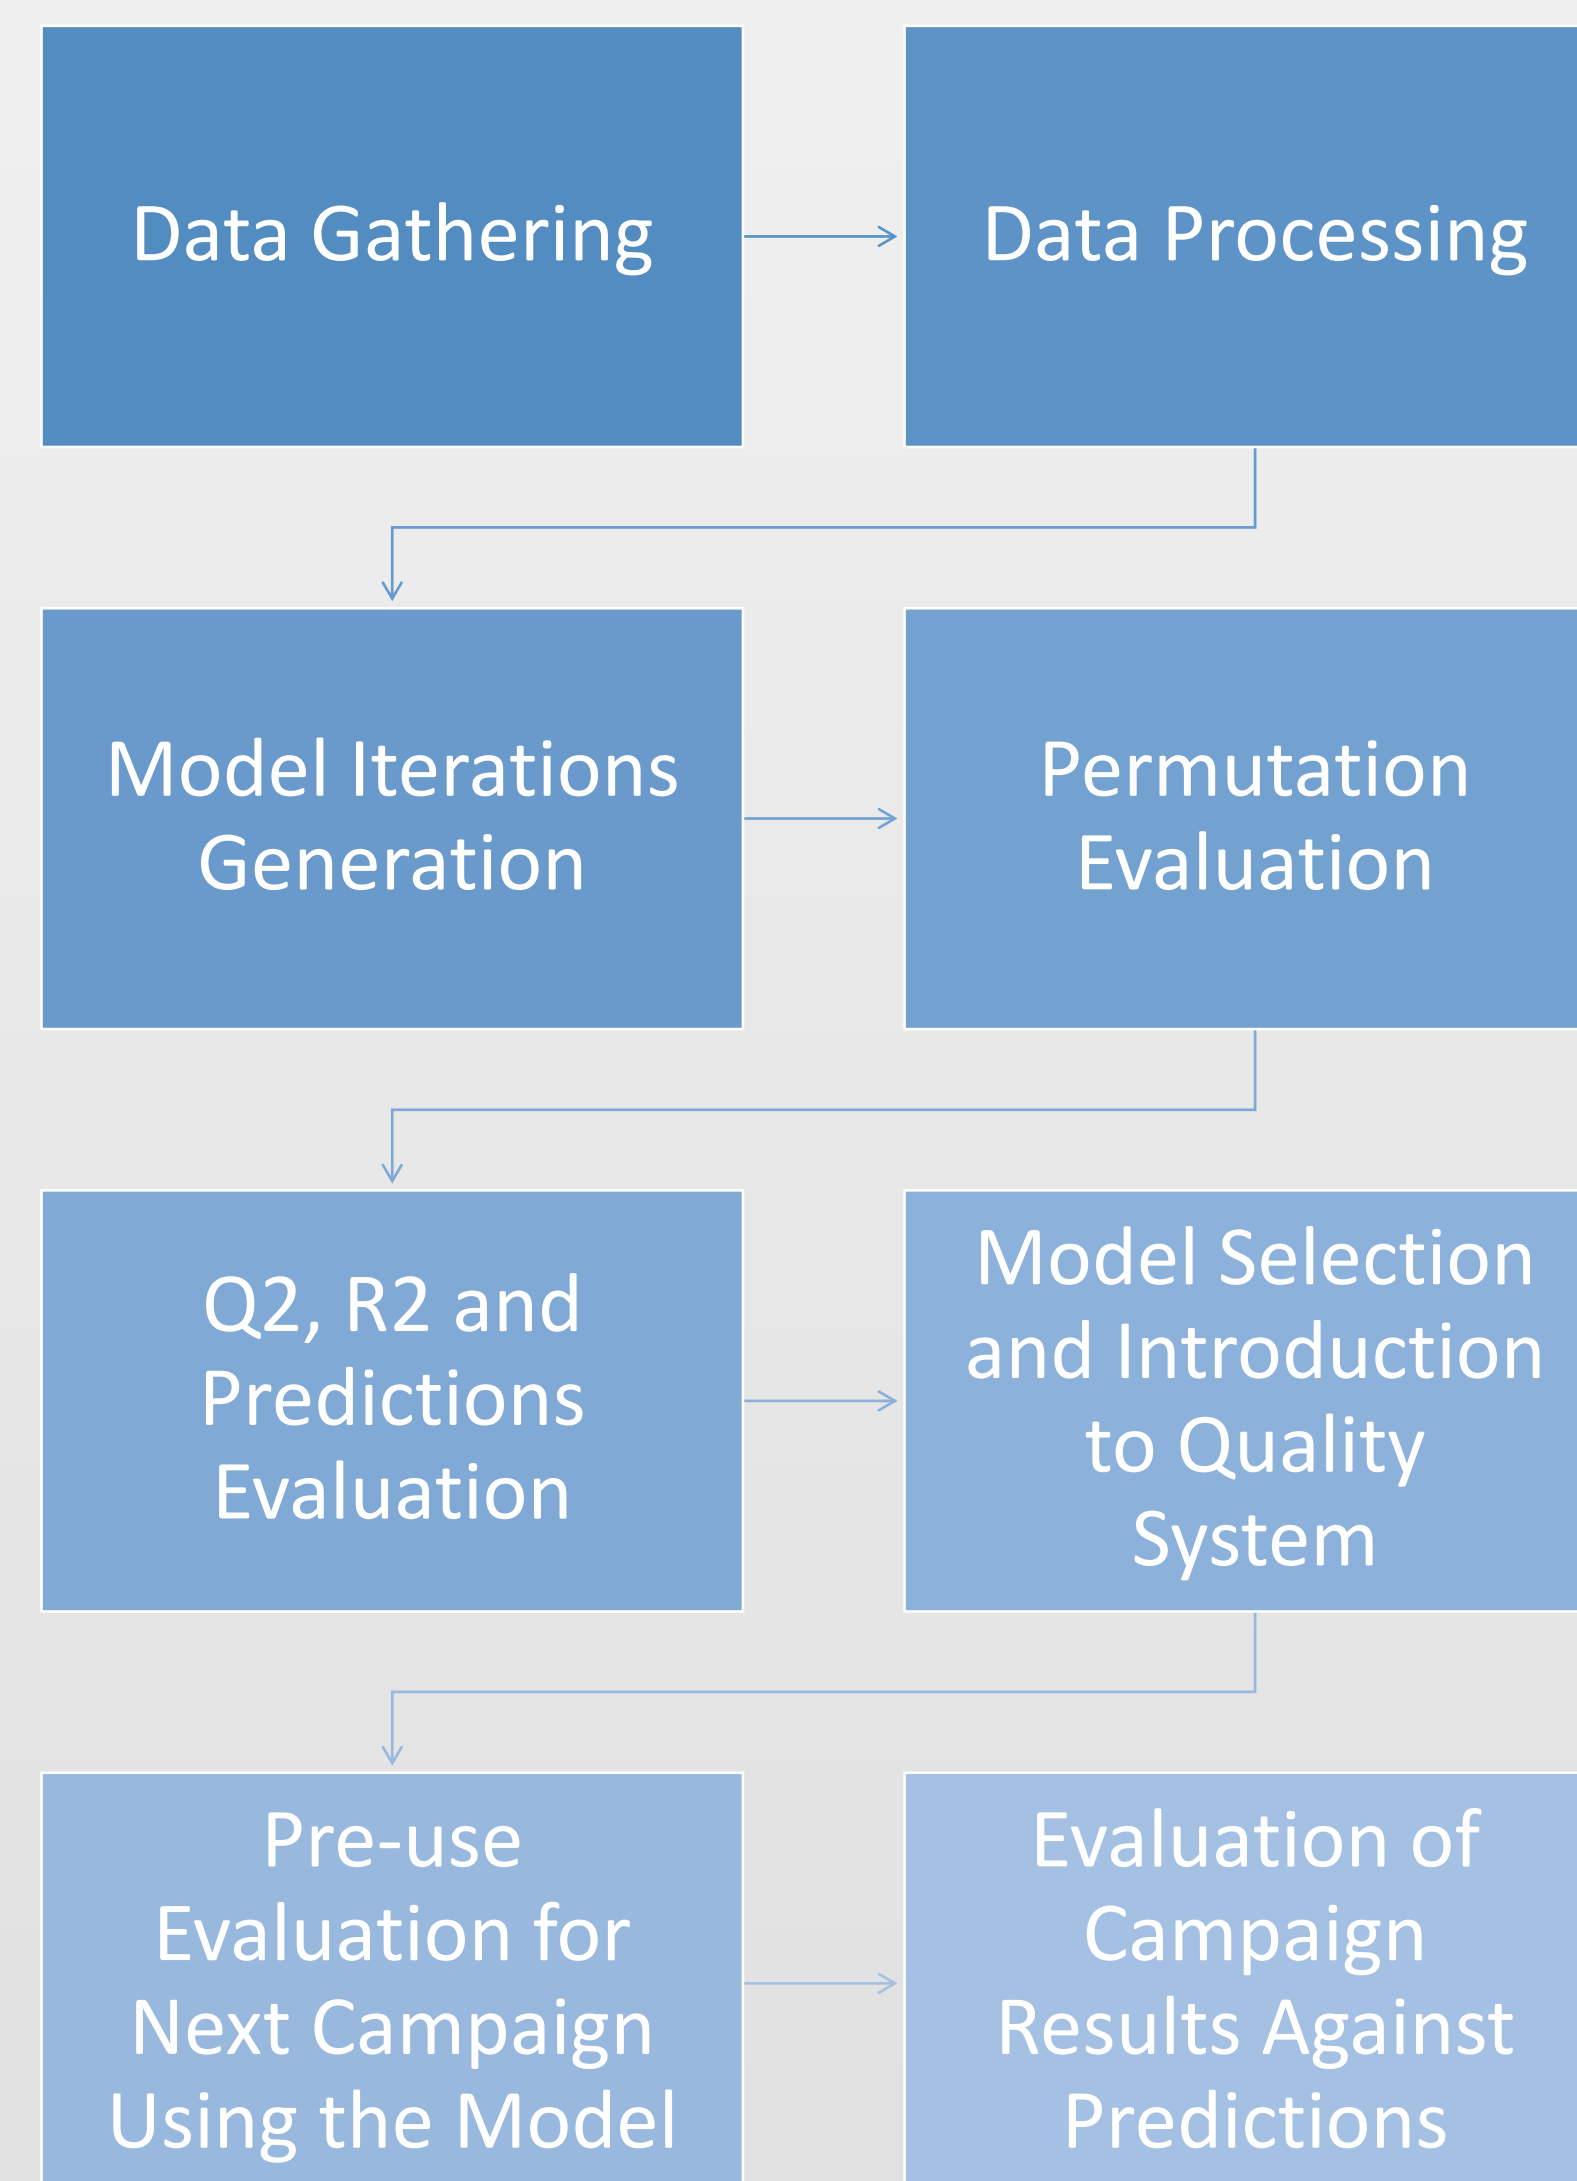 Data Gathering
Data Processing
Model Iterations
Generation
Permutation
Evaluation
Q2, R2 and
Predictions
Evaluation
Model Selection
and Introduction
to Quality
System
Pre-use
Evaluation for
Next Campaign
Using the Model
Evaluation of
Campaign
Results Against
Predictions